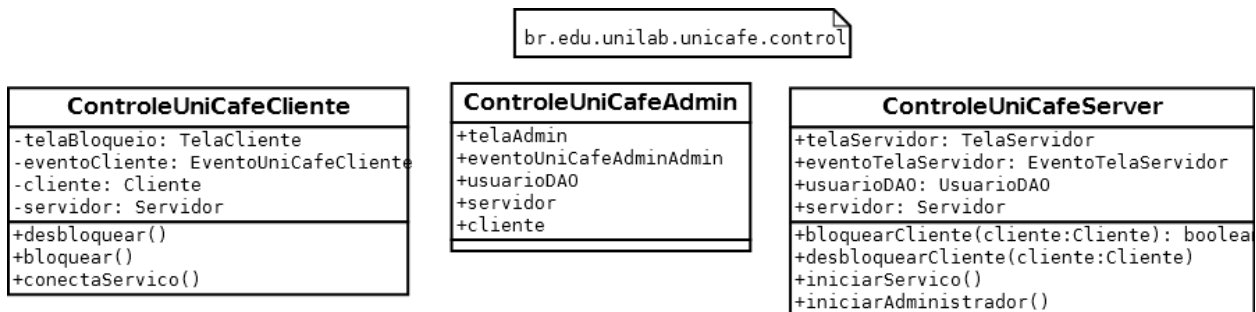 br.edu.unilab.unicafe.control
ControleUniCafeCliente
-telaBloqueio: TelaCliente
-eventoCliente: EventoUniCafeCliente
-cliente: Cliente
-servidor: Servidor
+desbloquear()
+bloquear()
+conectaServico()
ControleUniCafeAdmin
+telaAdmin
+eventoUniCafeAdminAdmin
+usuarioDAO
+servidor
+cliente
ControleUniCafeServer
+telaServidor: TelaServidor
+eventoTelaServidor: EventoTelaServidor
+usuarioDAO: UsuarioDAO
+servidor: Servidor
+bloquearCliente(cliente:Cliente): boolean
+desbloquearCliente(cliente:Cliente)
+iniciarServico()
+iniciarAdministrador()